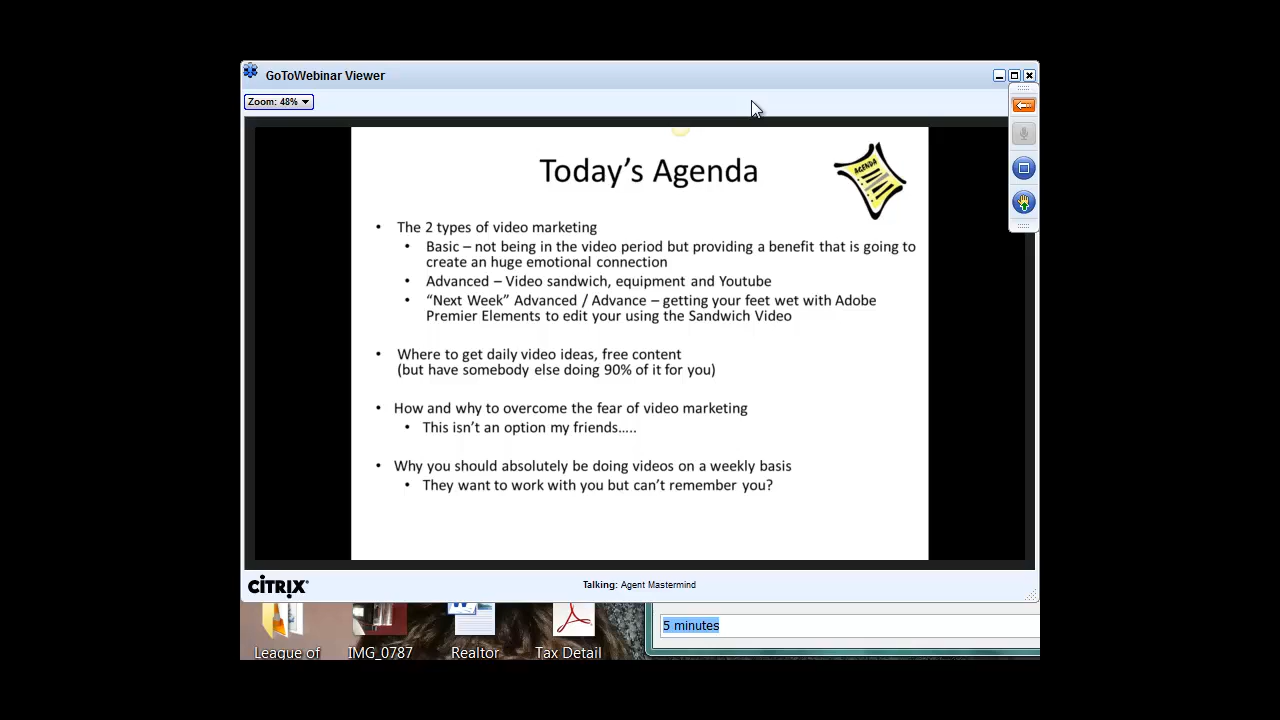 GoToWebinar Viewer
Zoom: 48%
Today's Agenda
AGENDA
• The 2 types of video marketing
• Basic – not being in the video period but providing a benefit that is going to
create an huge emotional connection
• Advanced – Video sandwich, equipment and Youtube
• “Next Week” Advanced / Advance – getting your feet wet with Adobe
Premier Elements to edit your using the Sandwich Video
• Where to get daily video ideas, free content
(but have somebody else doing 90% of it for you)
• How and why to overcome the fear of video marketing
• This isn't an option my friends…..
• Why you should absolutely be doing videos on a weekly basis
• They want to work with you but can't remember you?
CITRIX
Talking: Agent Mastermind
5 minutes
League of
IMG_0787
Realtor
Tax Detail